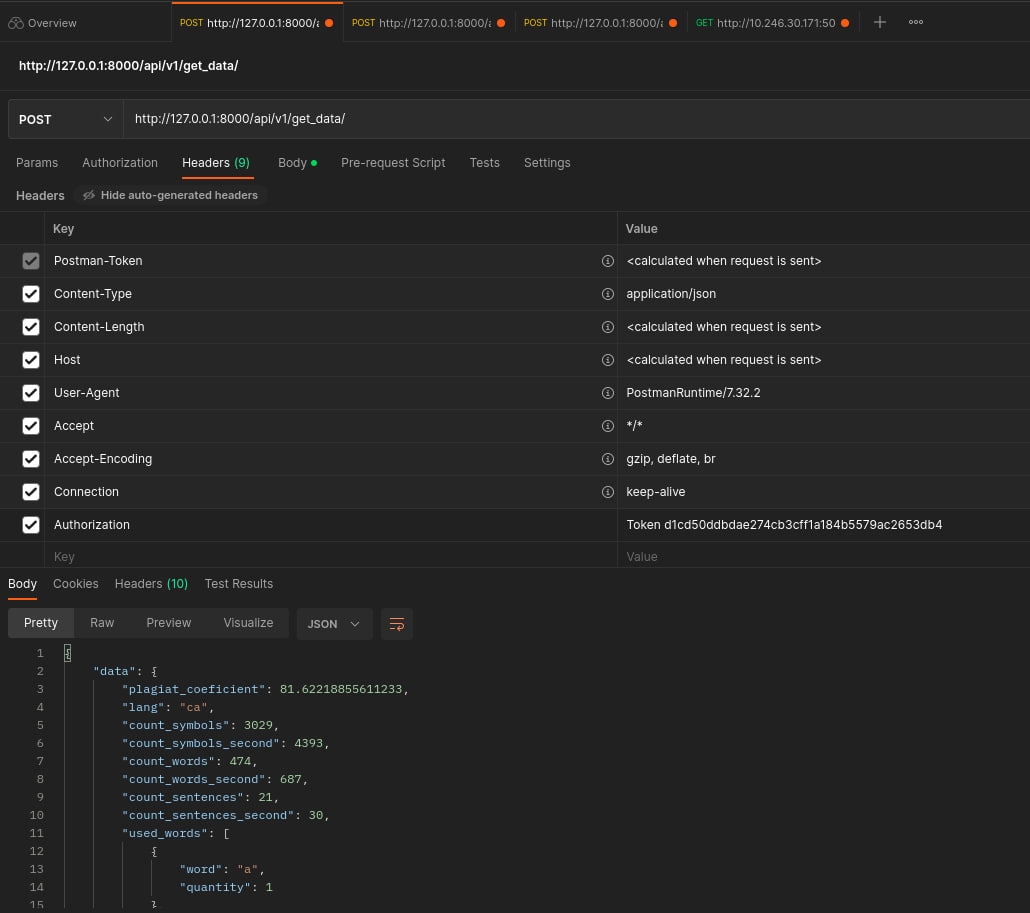 Overview
POST http://127.0.0.1:8000/a
POST http://127.0.0.1:8000/a
POST http://127.0.0.1:8000/a
GET http://10.246.30.171:50
http://127.0.0.1:8000/api/v1/get_data/
POST http://127.0.0.1:8000/api/v1/get_data/
Params Authorization Headers (9) Body Pre-request Script Tests Settings
Headers Hide auto-generated headers
Key Value
Postman-Token <calculated when request is sent>
Content-Type application/json
Content-Length <calculated when request is sent>
Host <calculated when request is sent>
User-Agent PostmanRuntime/7.32.2
Accept */*
Accept-Encoding gzip, deflate, br
Connection keep-alive
Authorization Token d1cd50ddbdae274cb3cff1a184b5579ac2653db4
Key Value
Body Cookies Headers (10) Test Results
Pretty Raw Preview Visualize JSON
1 {
2 "data": {
3 "plagiat_coeficient": 81.62218855611233,
4 "lang": "ca",
5 "count_symbols": 3029,
6 "count_symbols_second": 4393,
7 "count_words": 474,
8 "count_words_second": 687,
9 "count_sentences": 21,
10 "count_sentences_second": 30,
11 "used_words": [
12 {
13 "word": "a",
14 "quantity": 1
15 },